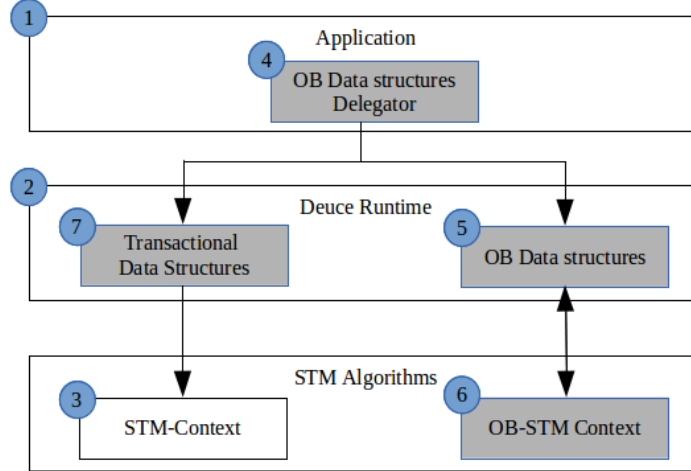 1
Application
4
OB Data structures
Delegator
2
Deuce Runtime
7
Transactional
Data Structures
5
OB Data structures
STM Algorithms
3
STM-Context
6
OB-STM Context